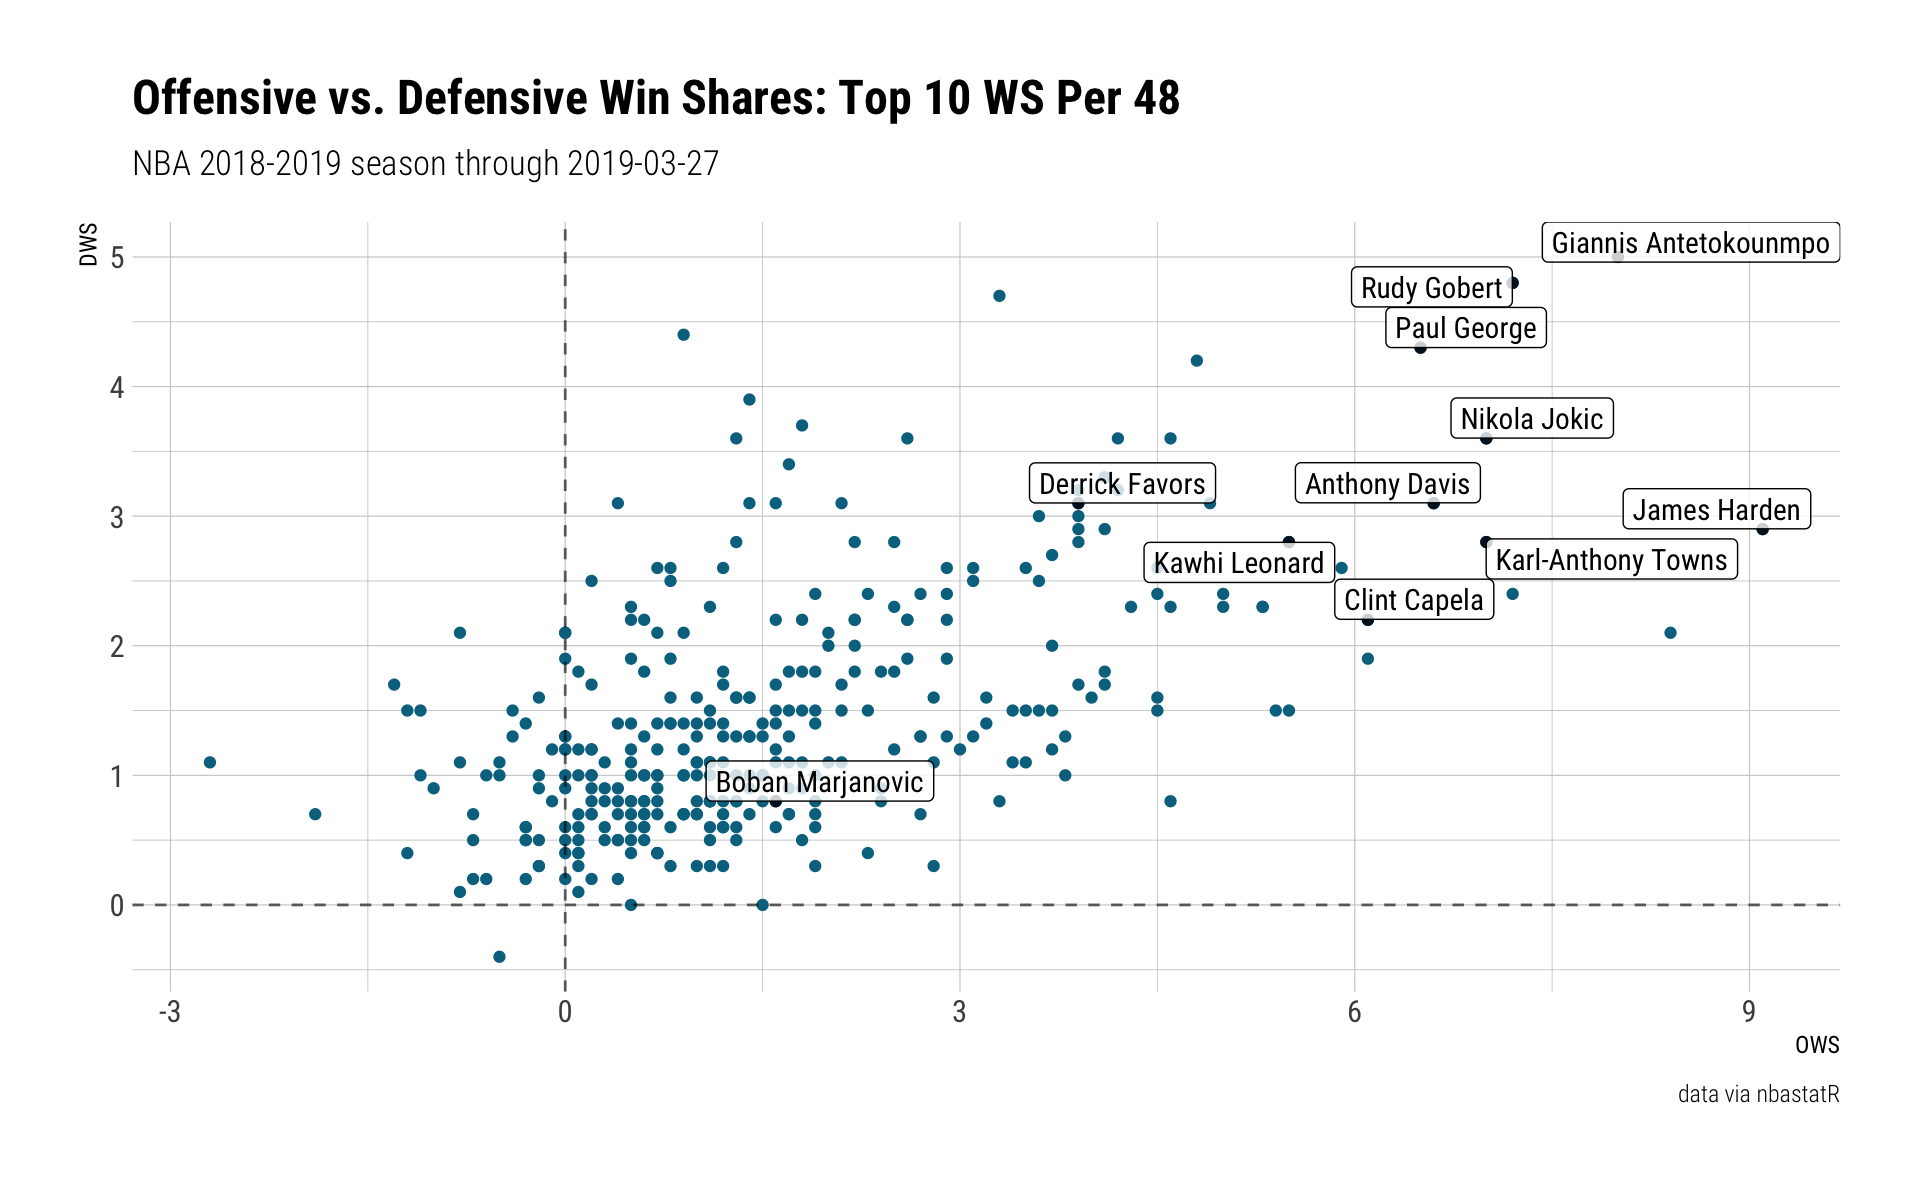 Offensive vs. Defensive Win Shares: Top 10 WS Per 48
NBA 2018-2019 season through 2019-03-27
DWS
5
4
3
2
1
0
Giannis Antetokounmpo
Rudy Gobert
Paul George
Nikola Jokic
Derrick Favors
Anthony Davis
James Harden
Kawhi Leonard
Karl-Anthony Towns
Clint Capela
Boban Marjanovic
-3 0 3 6 9
OWS
data via nbastatR